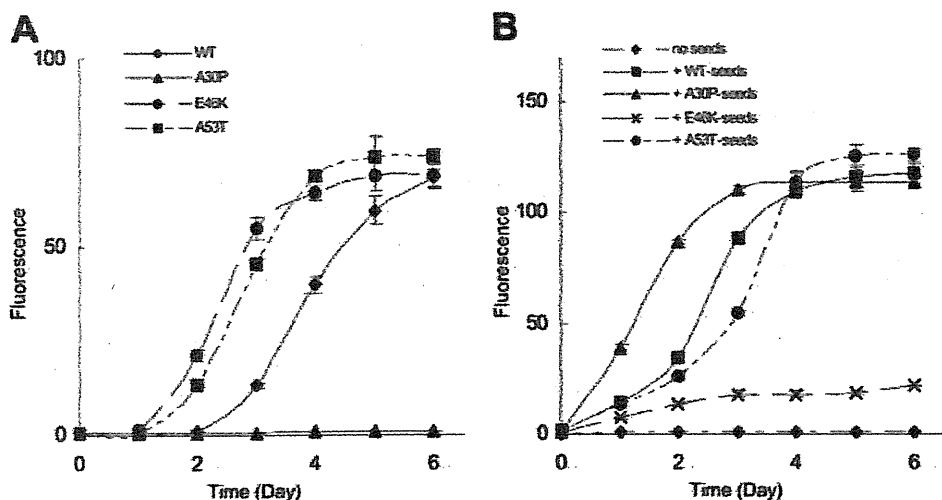 A
WT
A30P
E46K
A53T
100
50
0
Fluorescence
0 2 4 6
Time (Day)
B
no seeds
+ WT-seeds
+ A30P-seeds
+ E46K-seeds
+ A53T-seeds
150
100
50
0
Fluorescence
0 2 4 6
Time (Day)